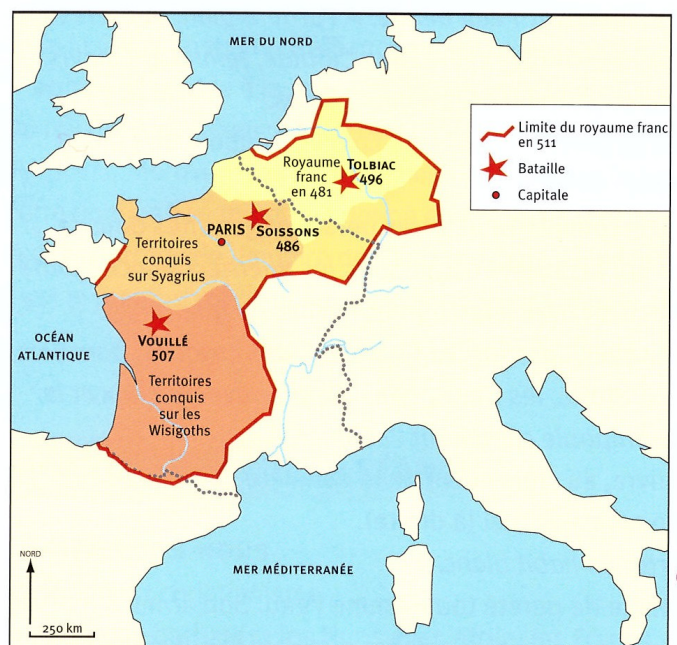 MER DU NORD
Limite du royaume franc
en 511
Bataille
Capitale
Royaume
franc
en 481
TOLBIAC
496
PARIS
SOISSONS
486
Territoires
conquis
sur Syagrius
OCÉAN
ATLANTIQUE
VOUILLÉ
507
Territoires
conquis
sur les
Wisigoths
NORD
250 km
MER MÉDITERRANÉE